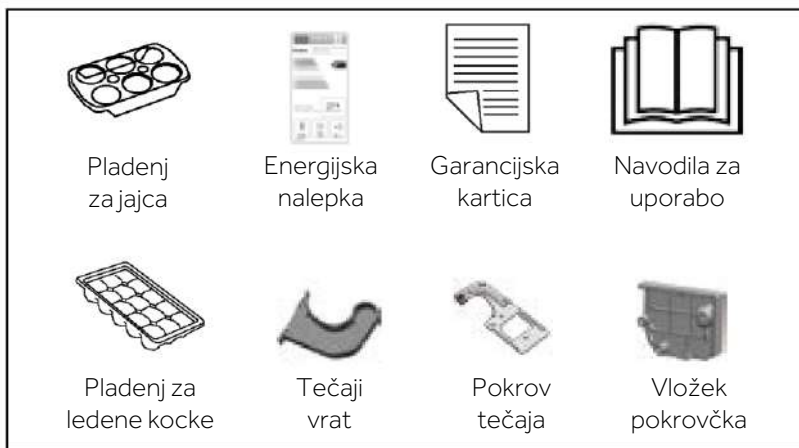 Pladenj
za jajca
Energijska
nalepka
Garancijska
kartica
Navodila za
uporabo
Pladenj za
ledene kocke
Tečaji
vrat
Pokrov
tečaja
Vložek
pokrovčka